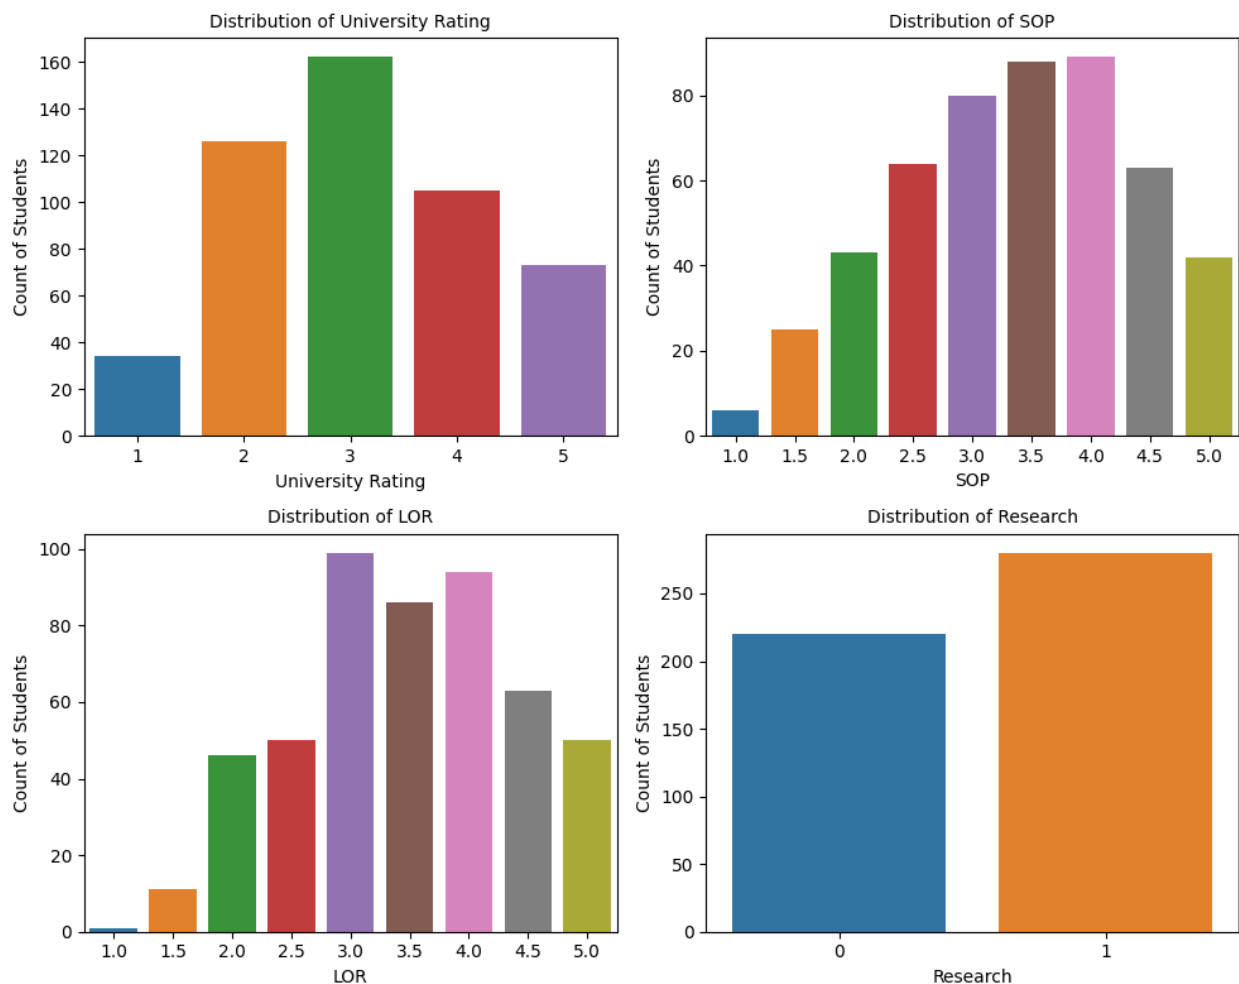 Distribution of University Rating
160
140
120
100
80
60
40
20
0
Count of Students
1 2 3 4 5
University Rating
Distribution of SOP
80
60
40
20
0
Count of Students
1.0 1.5 2.0 2.5 3.0 3.5 4.0 4.5 5.0
SOP
Distribution of LOR
100
80
60
40
20
0
Count of Students
1.0 1.5 2.0 2.5 3.0 3.5 4.0 4.5 5.0
LOR
Distribution of Research
250
200
150
100
50
0
Count of Students
0 1
Research